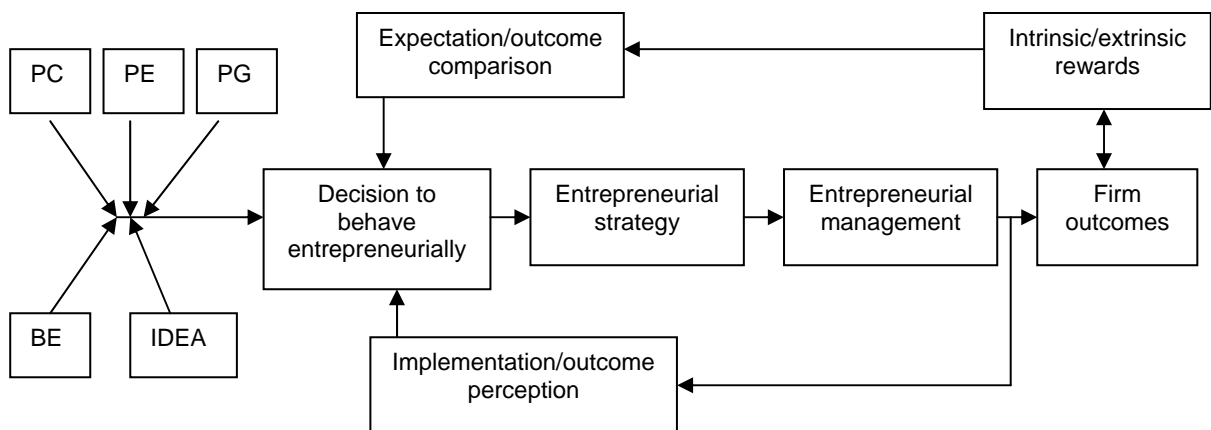 PC
PE
PG
Expectation/outcome
comparison
Intrinsic/extrinsic
rewards
Decision to
behave
entrepreneurially
Entrepreneurial
strategy
Entrepreneurial
management
Firm
outcomes
BE
IDEA
Implementation/outcome
perception